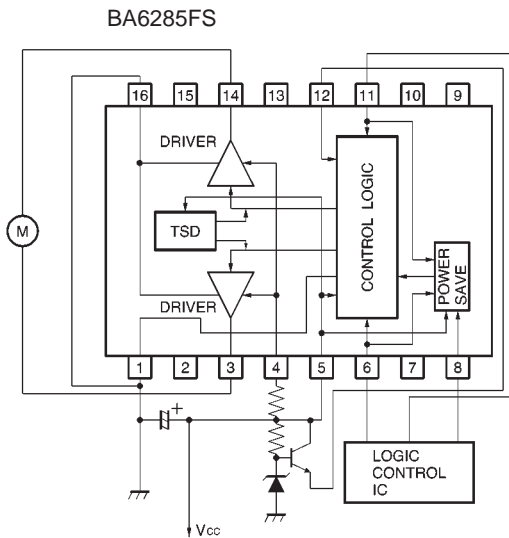 BA6285FS
16 15 14 13 12 11 10 9
DRIVER
CONTROL LOGIC
TSD
M
POWER
SAVE
DRIVER
1 2 3 4 5 6 7 8
+
LOGIC
CONTROL
IC
Vcc